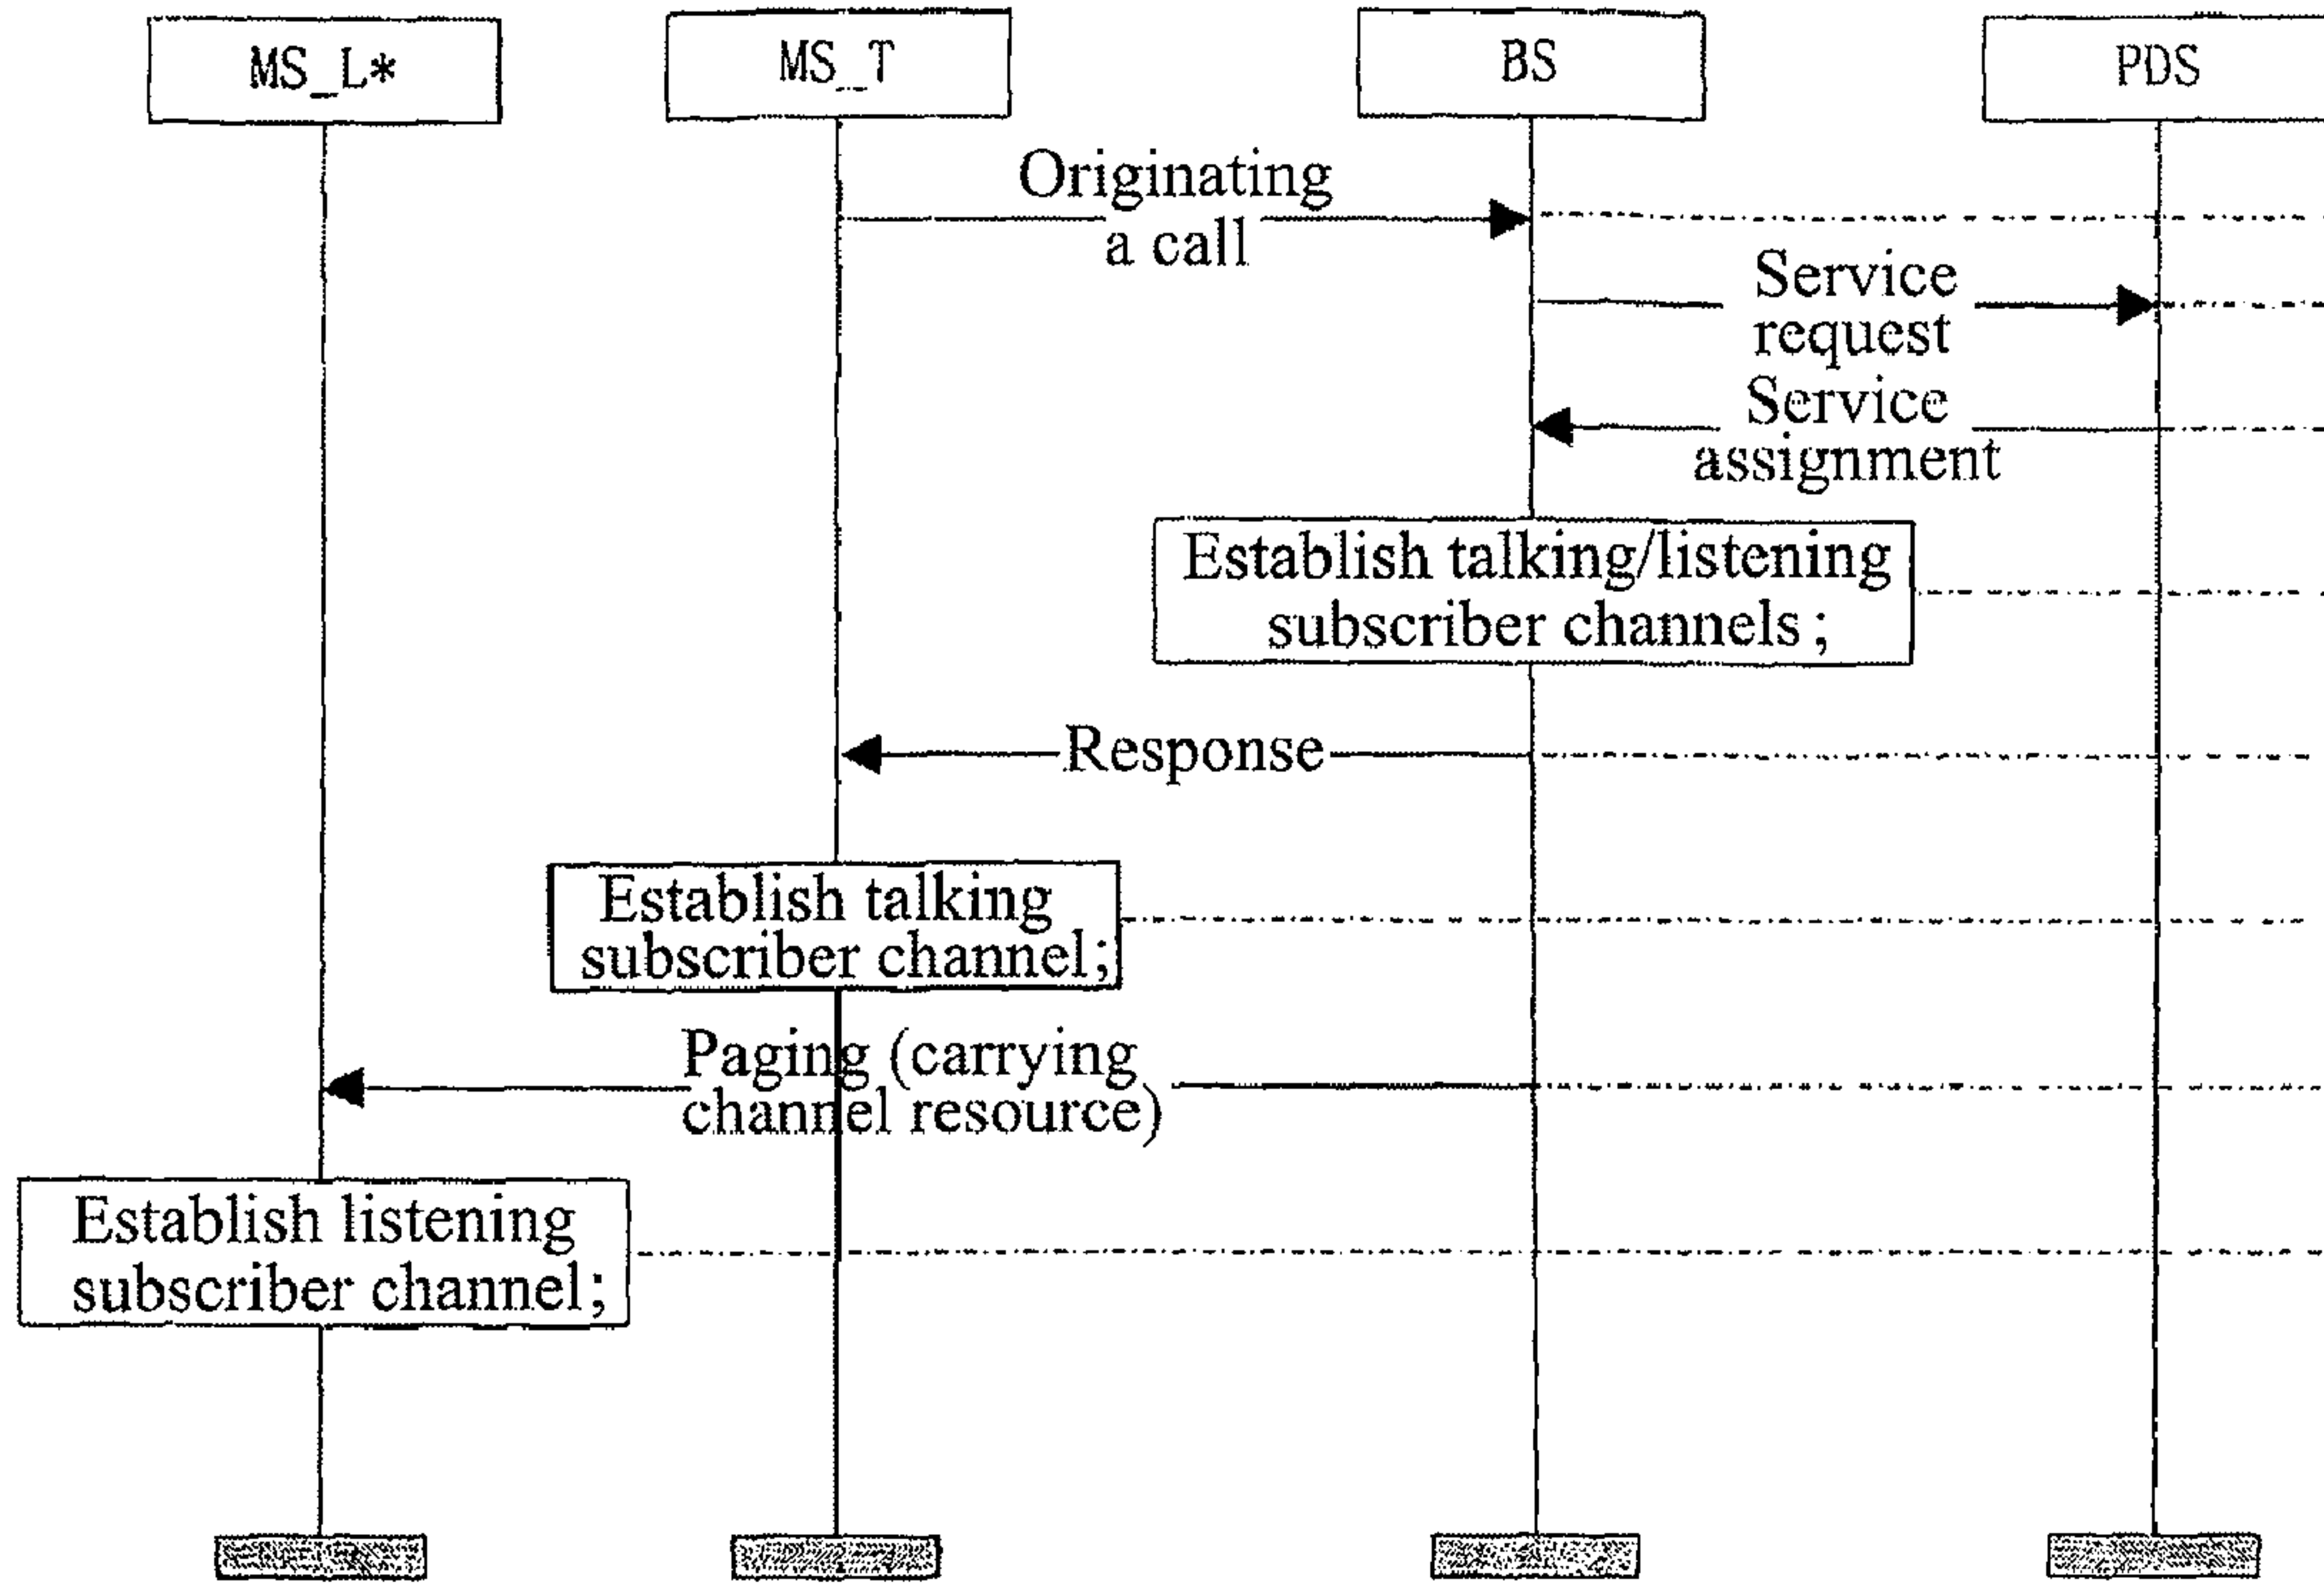 MS_L*
MS_T
BS
PDS
Originating
a call
Service
request
Service
assignment
Establish talking/listening
subscriber channels;
Response
Establish talking
subscriber channel;
Paging (carrying
channel resource)
Establish listening
subscriber channel;